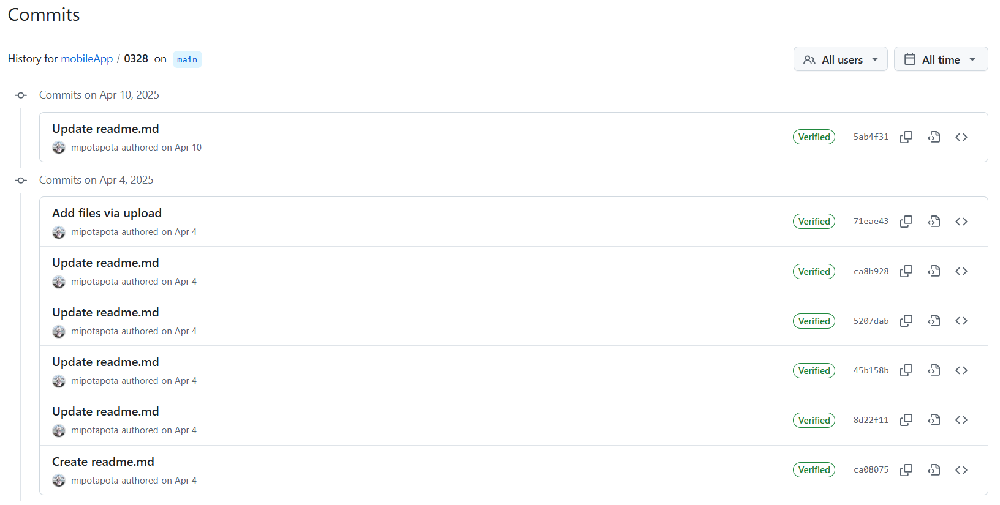 Commits
History for mobileApp / 0328 on main
All users
All time
Commits on Apr 10, 2025
Update readme.md
Verified 5ab4f31
mipotapota authored on Apr 10
Commits on Apr 4, 2025
Add files via upload
Verified 71eae43
mipotapota authored on Apr 4
Update readme.md
Verified ca8b928
mipotapota authored on Apr 4
Update readme.md
Verified 5207dab
mipotapota authored on Apr 4
Update readme.md
Verified 45b158b
mipotapota authored on Apr 4
Update readme.md
Verified 8d22f11
mipotapota authored on Apr 4
Create readme.md
Verified ca08075
mipotapota authored on Apr 4